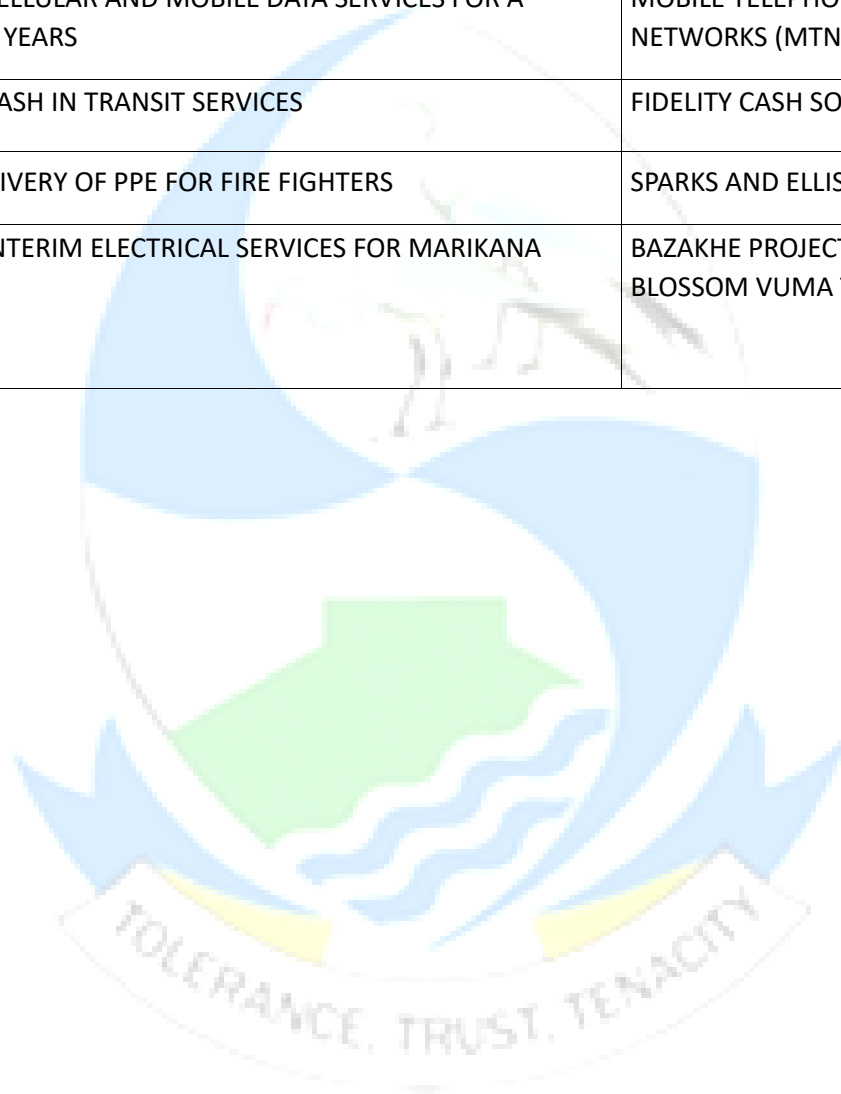 ELLULAR AND MOBILE DATA SERVICES FOR A
YEARS
MOBILE TELEPHO
NETWORKS (MTN
ASH IN TRANSIT SERVICES
FIDELITY CASH SO
IVERY OF PPE FOR FIRE FIGHTERS
SPARKS AND ELLIS
NTERIM ELECTRICAL SERVICES FOR MARIKANA
BAZAKHE PROJECT
BLOSSOM VUMA
TOLERANCE, TRUST, TENACITY